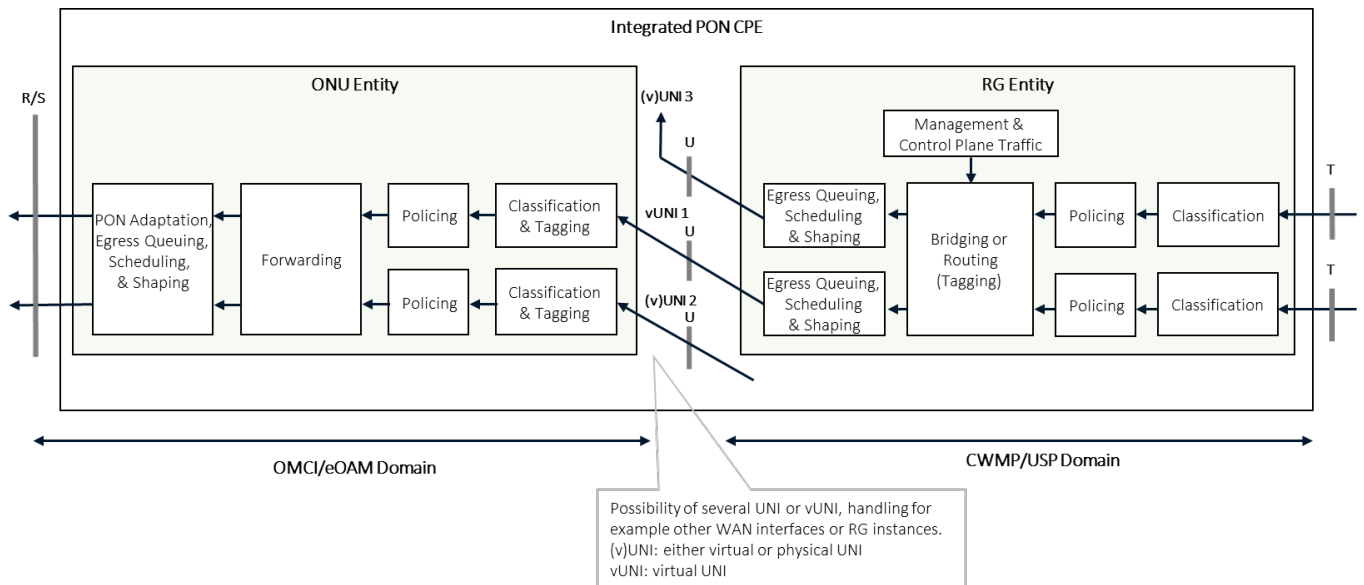 Integrated PON CPE
ONU Entity
RG Entity
R/S
(v)UNI 3
U
Management &
Control Plane Traffic
T
PON Adaptation,
Egress Queuing,
Scheduling,
& Shaping
Forwarding
Policing
Classification
& Tagging
vUNI 1
U
Egress Queuing,
Scheduling
& Shaping
Bridging or
Routing
(Tagging)
Policing
Classification
T
Policing
Classification
& Tagging
(v)UNI 2
U
Egress Queuing,
Scheduling
& Shaping
Policing
Classification
OMCI/eOAM Domain
CWMP/USP Domain
Possibility of several UNI or vUNI, handling for
example other WAN interfaces or RG instances.
(v)UNI: either virtual or physical UNI
vUNI: virtual UNI